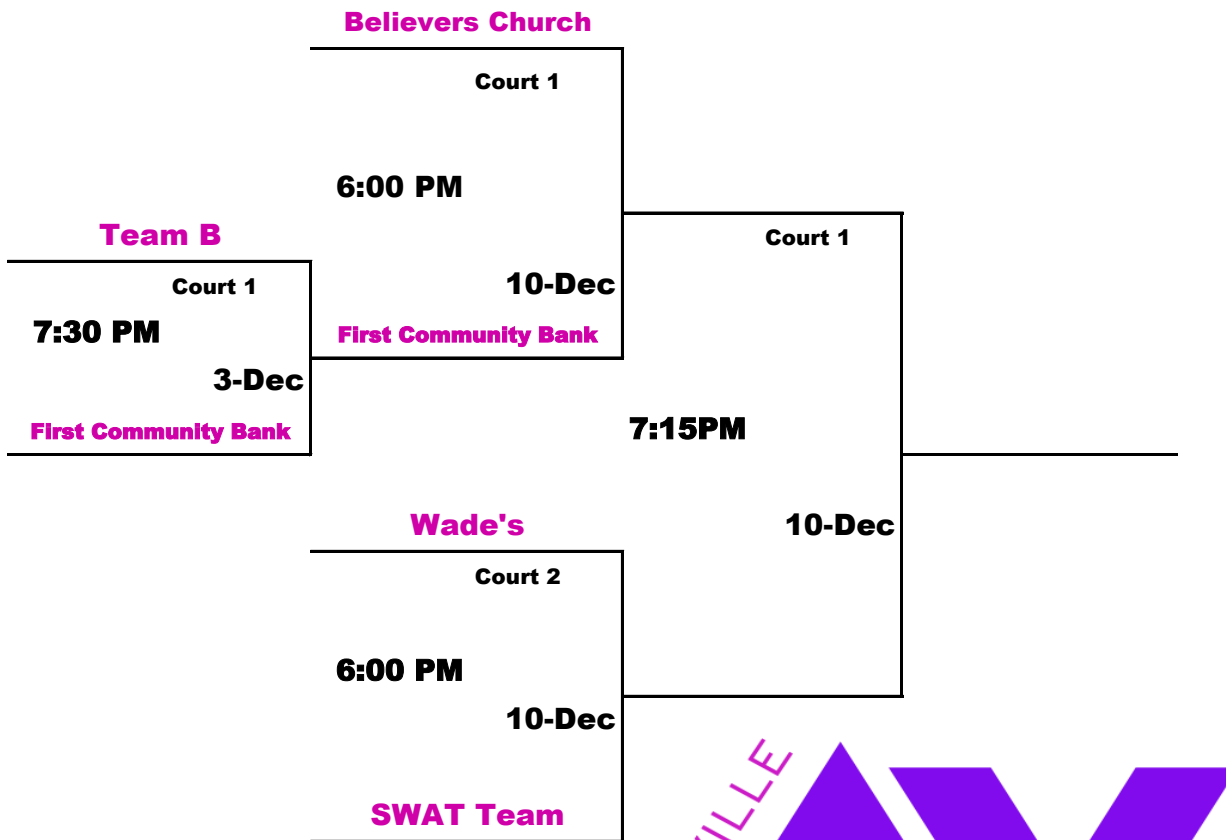 Believers Church
Court 1
6:00 PM
Team B
Court 1
Court 1
10-Dec
7:30 PM
First Community Bank
3-Dec
First Community Bank
7:15PM
Wade's
10-Dec
Court 2
6:00 PM
10-Dec
SWAT Team